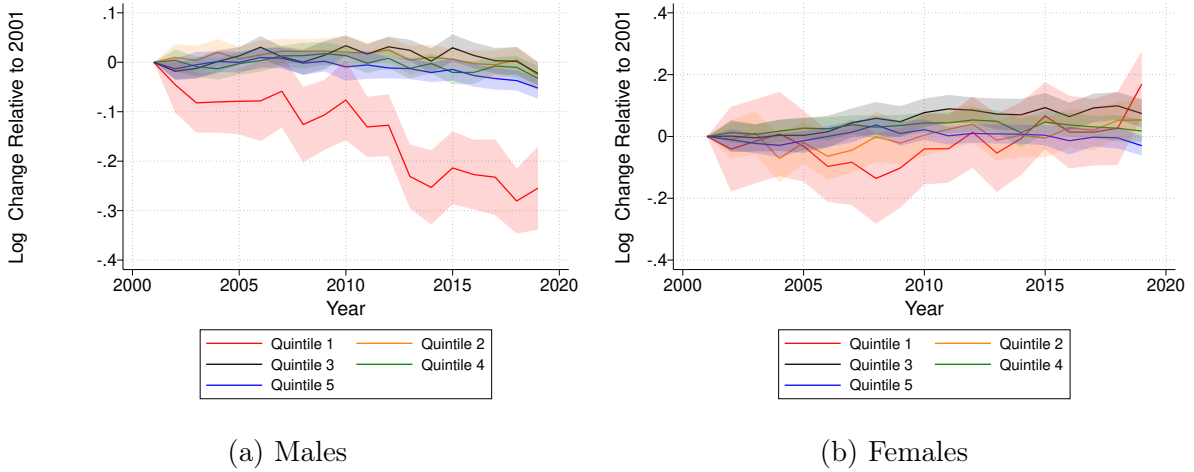 Log Change Relative to 2001
.1
0
-.1
-.2
-.3
-.4
2000 2005 2010 2015 2020
Year
Quintile 1 Quintile 2
Quintile 3 Quintile 4
Quintile 5
(a) Males
Log Change Relative to 2001
.4
.2
0
-.2
-.4
2000 2005 2010 2015 2020
Year
Quintile 1 Quintile 2
Quintile 3 Quintile 4
Quintile 5
(b) Females